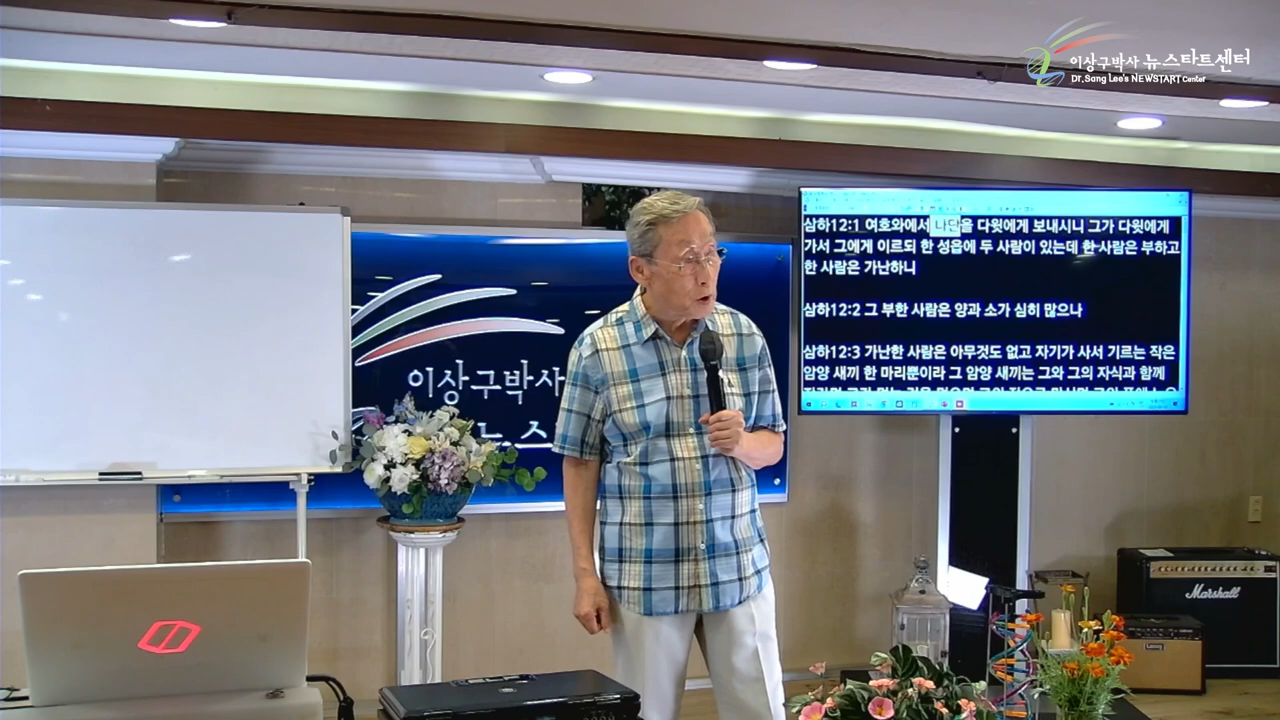 이상구박사 뉴스타트센터
Dr.Sang Lee's NEWSTART Center
삼하12:1 여호와에서 나단을 다윗에게 보내시니 그가 다윗에게
가서 그에게 이르되 한 성읍에 두 사람이 있는데 한 사람은 부하고
한 사람은 가난하니
삼하12:2 그 부한 사람은 양과 소가 심히 많으나
삼하12:3 가난한 사람은 아무것도 없고 자기가 사서 기르는 작은
암양 새끼 한 마리뿐이라 그 암양 새끼는 그와 그의 자식과 함께
이상구박사
뉴스
Marshall
Laney